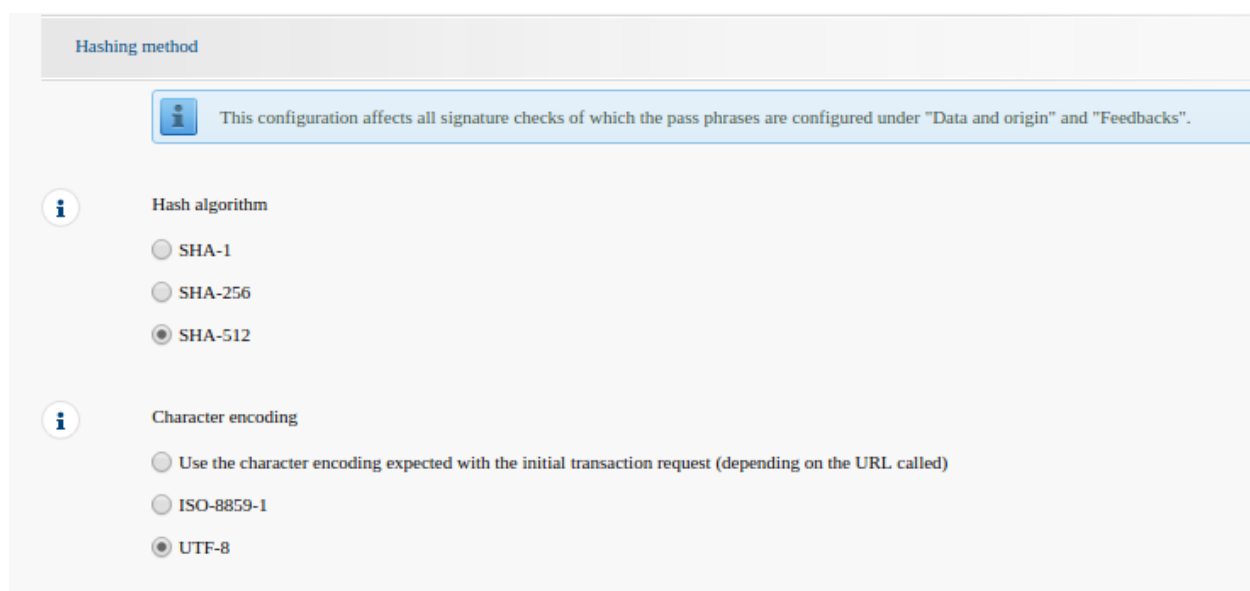 Hashing method
This configuration affects all signature checks of which the pass phrases are configured under "Data and origin" and "Feedbacks".
Hash algorithm
SHA-1
SHA-256
SHA-512
Character encoding
Use the character encoding expected with the initial transaction request (depending on the URL called)
ISO-8859-1
UTF-8